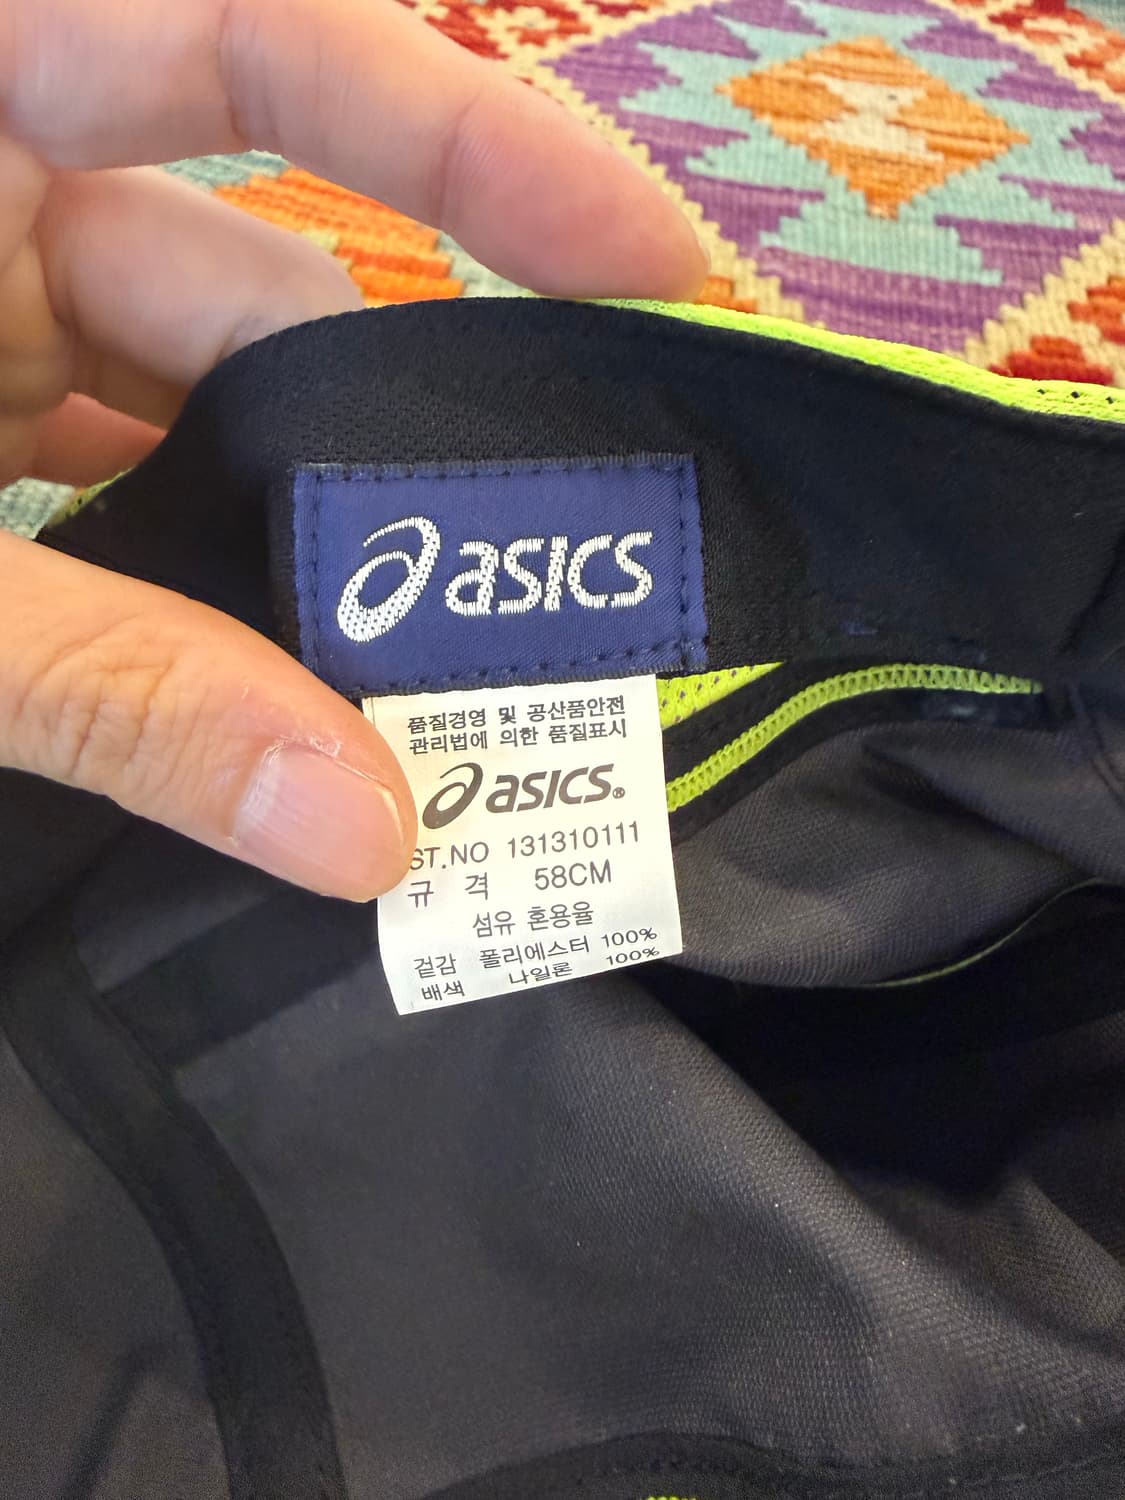 asics
품질경영 및 공산품안전
관리법에 의한 품질표시
asics®
ST.NO 131310111
규 격 58CM
섬유 혼용율
겉감 폴리에스터 100%
배색 나일론 100%